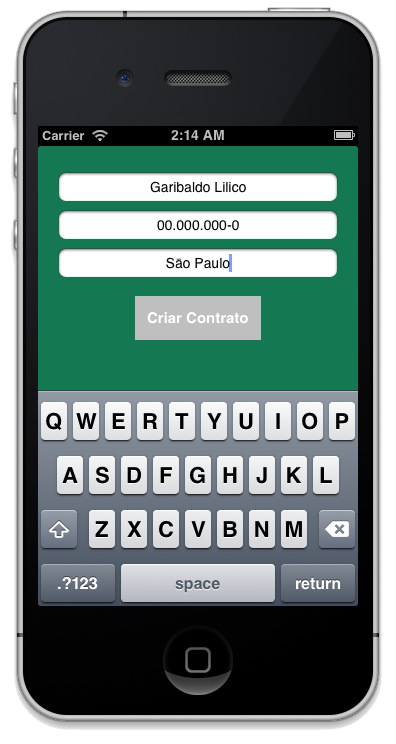 Carrier 2:14 AM
Garibaldo Lilico
00.000.000-0
São Paulo
Criar Contrato
Q W E R T Y U I O P
A S D F G H J K L
Z X C V B N M
.?123 space return